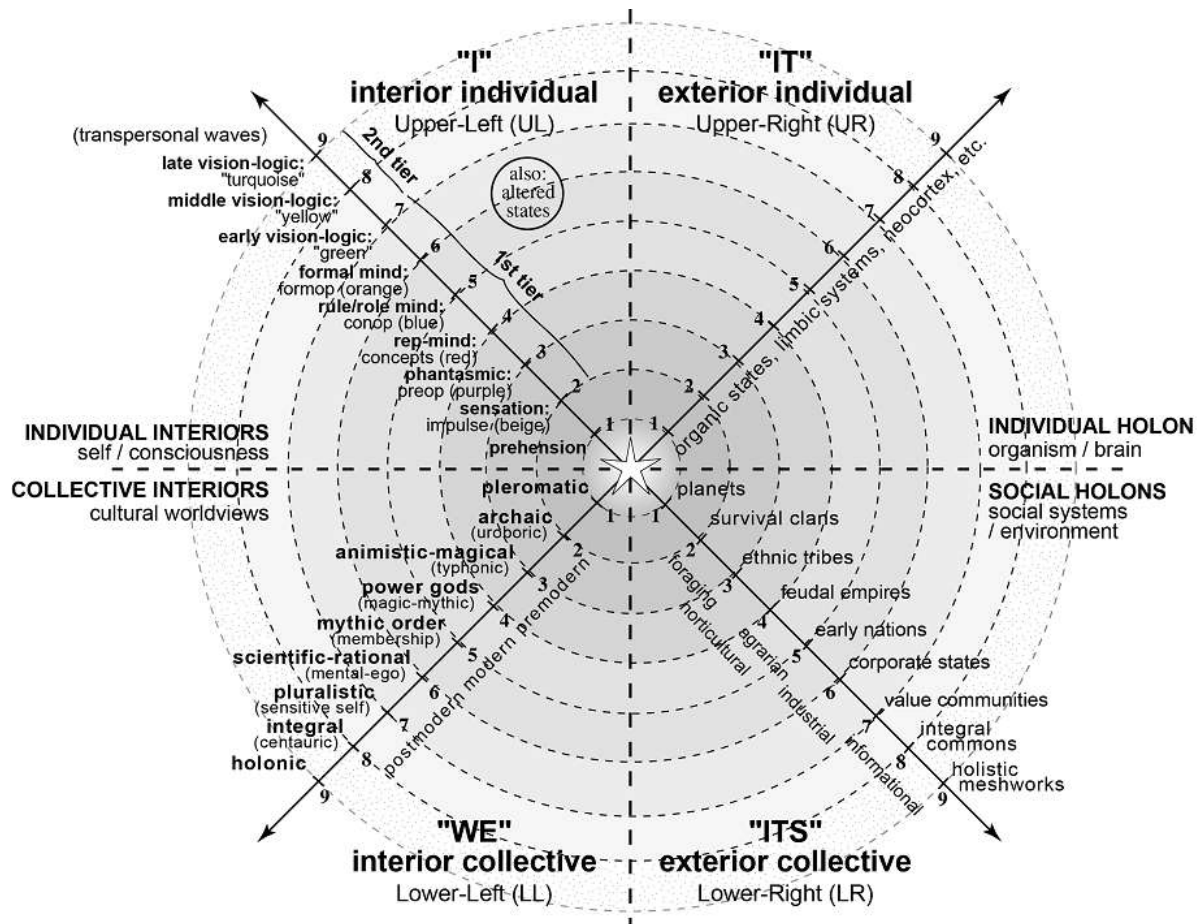 "I"
interior individual
Upper-Left (UL)
"IT"
exterior individual
Upper-Right (UR)
(transpersonal waves)
late vision-logic:
"turquoise"
middle vision-logic:
"yellow"
early vision-logic:
"green"
formal mind:
formop (orange)
rule/role mind:
conop (blue)
rep-mind:
concepts (red)
phantasmic:
preop (purple)
sensation:
impulse (beige)
prehension
9
8
7
6
5
4
3
2
1
2nd tier
1st tier
also:
altered
states
9
8
7
6
5
4
3
2
1
organic states, limbic systems, neocortex, etc.
INDIVIDUAL INTERIORS
self / consciousness
COLLECTIVE INTERIORS
cultural worldviews
INDIVIDUAL HOLON
organism / brain
SOCIAL HOLONS
social systems
/ environment
pleromatic
archaic
(uroboric)
animistic-magical
(typhonic)
power gods
(magic-mythic)
mythic order
(membership)
scientific-rational
(mental-ego)
pluralistic
(sensitive self)
integral
(centauric)
holonic
1
2
3
4
5
6
7
8
9
postmodern modern premodern
planets
survival clans
ethnic tribes
feudal empires
early nations
corporate states
value communities
integral
commons
holistic
meshworks
1
2
3
4
5
6
7
8
9
foraging
horticultural
agrarian
industrial
informational
"WE"
interior collective
Lower-Left (LL)
"ITS"
exterior collective
Lower-Right (LR)